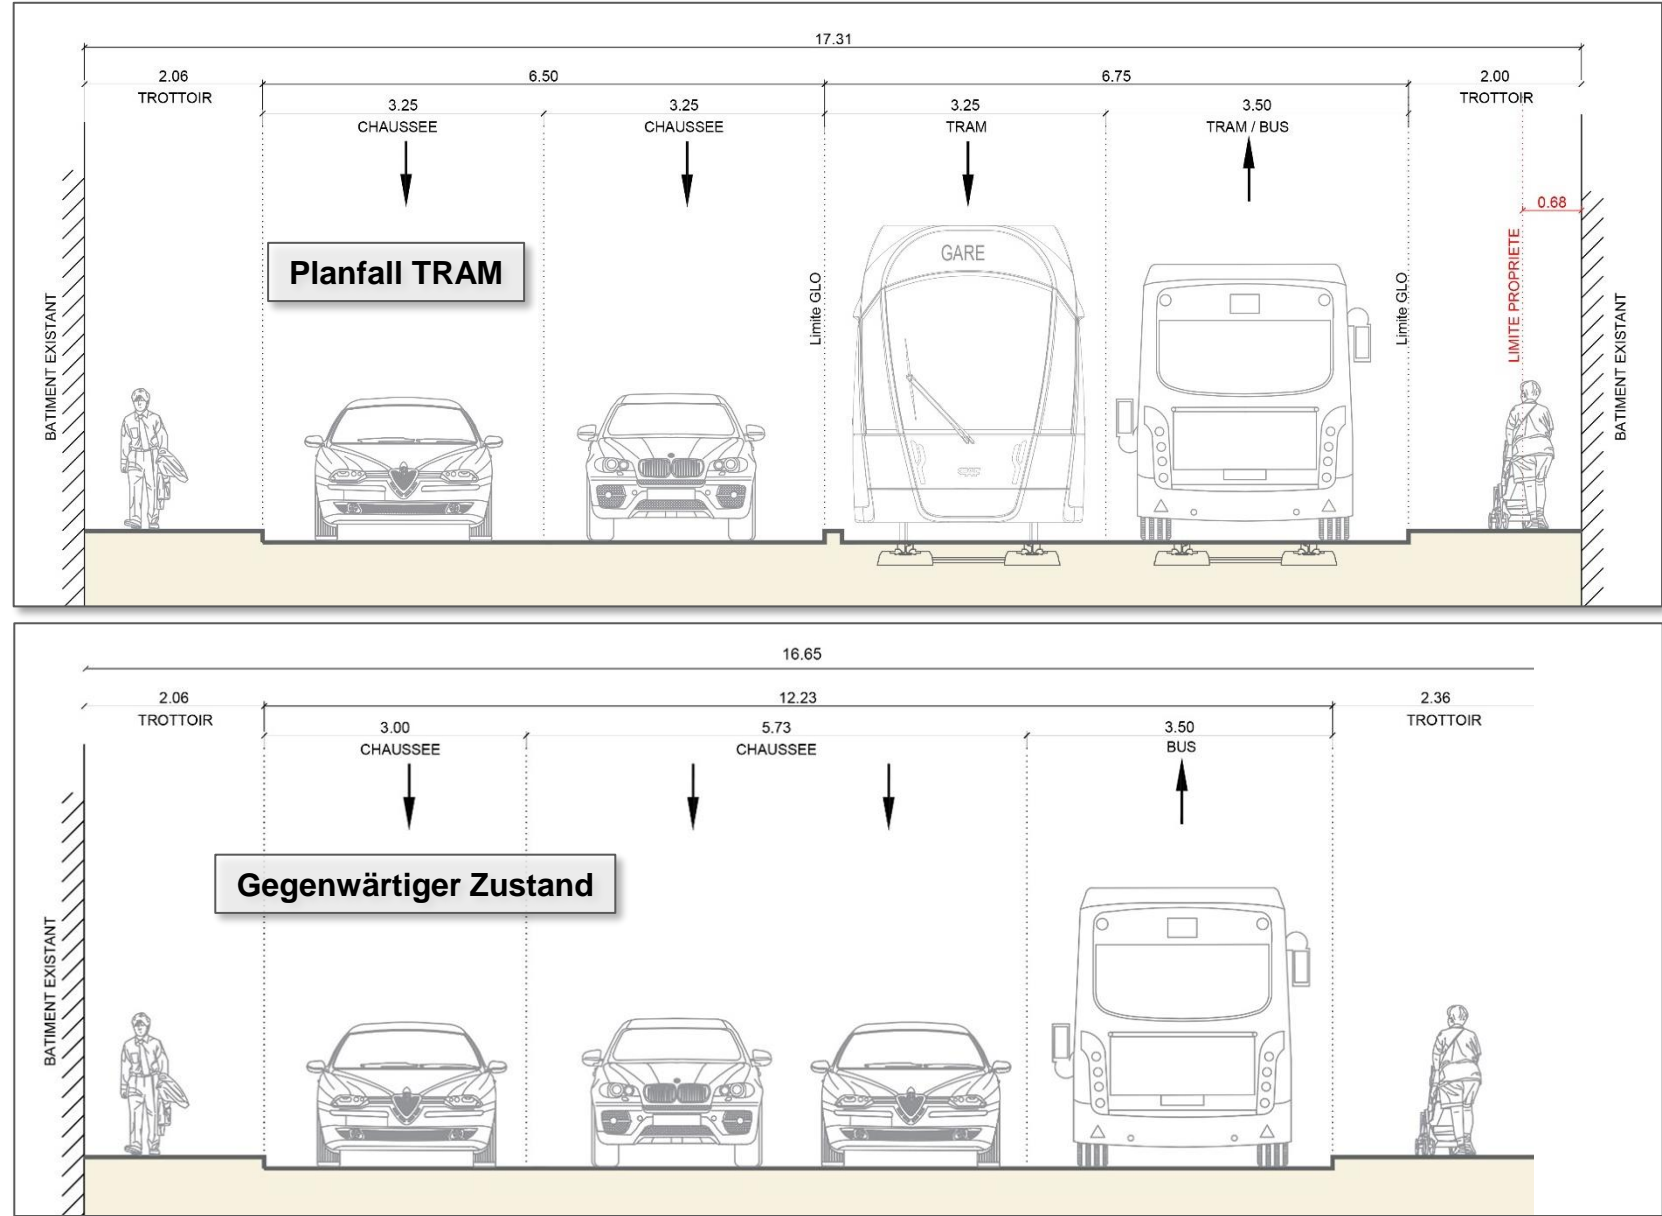 17.31
2.06
6.50
6.75
2.00
TROTTOIR
TROTTOIR
3.25
3.25
3.25
3.50
CHAUSSEE
CHAUSSEE
TRAM
TRAM / BUS
0.68
Planfall TRAM
GARE
BATIMENT EXISTANT
Limite GLO
Limite GLO
LIMITE PROPRIETE
BATIMENT EXISTANT
16.65
2.06
12.23
2.36
TROTTOIR
TROTTOIR
3.00
5.73
3.50
CHAUSSEE
CHAUSSEE
BUS
Gegenwärtiger Zustand
BATIMENT EXISTANT